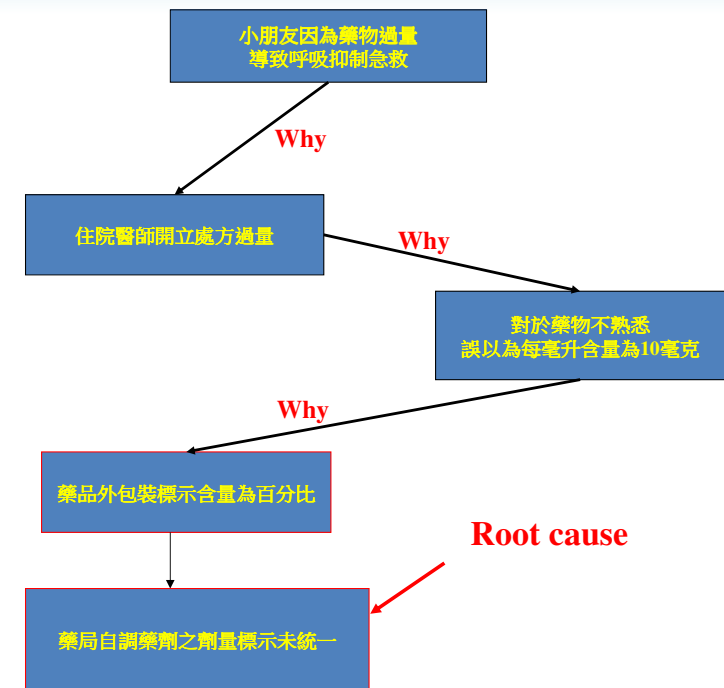 小朋友因為藥物過量
導致呼吸抑制急救
Why
住院醫師開立處方過量
Why
對於藥物不熟悉
誤以為每毫升含量為10毫克
Why
藥品外包裝標示含量為百分比
Root cause
藥局自調藥劑之劑量標示未統一